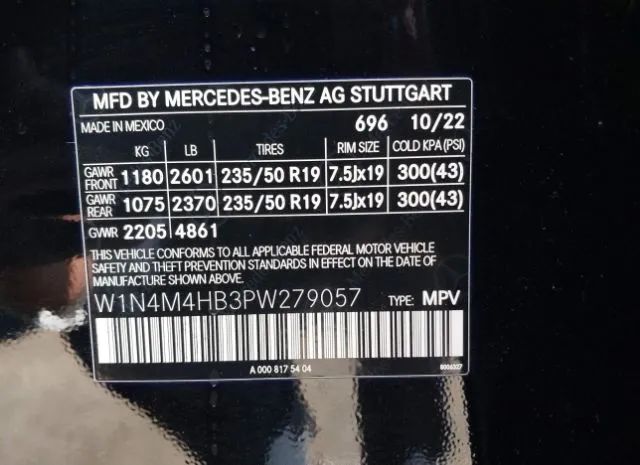 MFD BY MERCEDES-BENZ AG STUTTGART
MADE IN MEXICO 696 10/22
KG LB TIRES RIM SIZE COLD KPA (PSI)
GAWR FRONT 1180 2601 235/50 R19 7.5Jx19 300(43)
GAWR REAR 1075 2370 235/50 R19 7.5Jx19 300(43)
GVWR 2205 4861
THIS VEHICLE CONFORMS TO ALL APPLICABLE FEDERAL MOTOR VEHICLE
SAFETY AND THEFT PREVENTION STANDARDS IN EFFECT ON THE DATE
OF MANUFACTURE SHOWN ABOVE.
W1N4M4HB3PW279057 TYPE: MPV
A 000 817 54 04